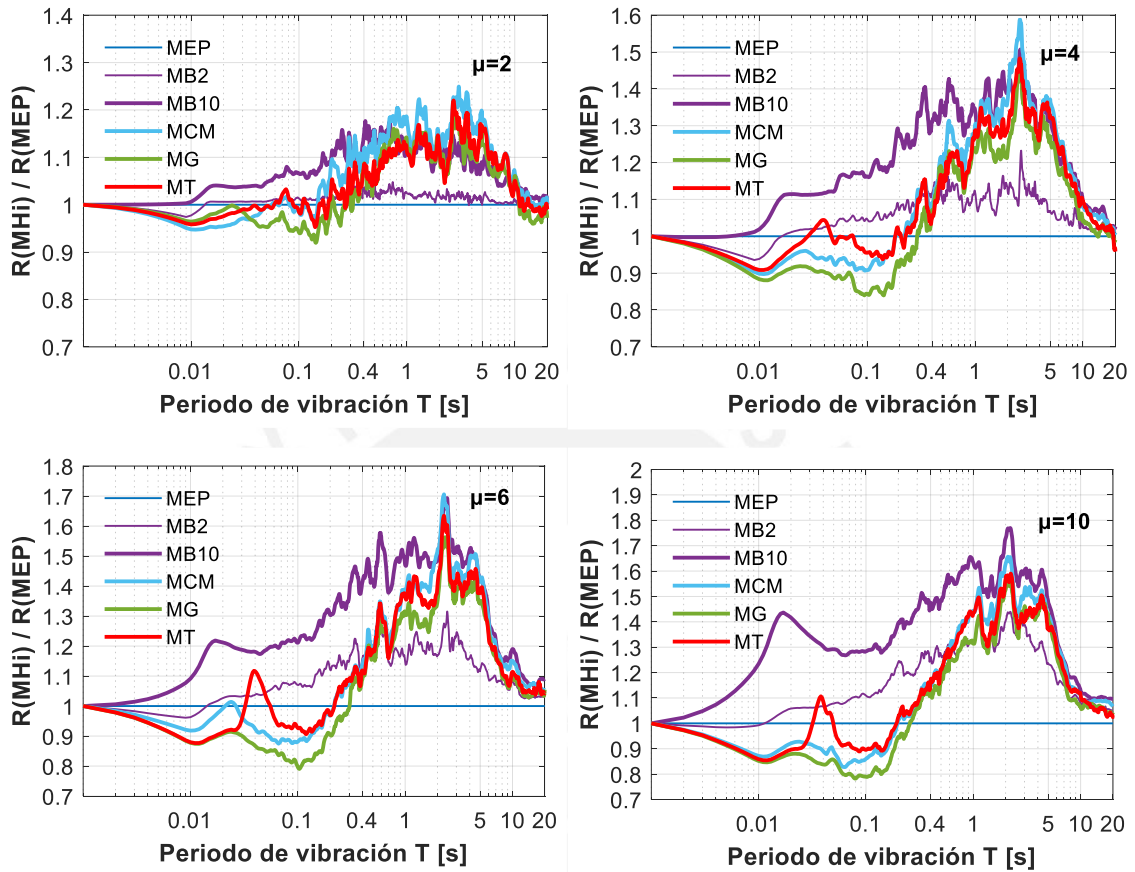 1.4
1.3
1.2
1.1
1
0.9
0.8
0.7
R(MHi) / R(MEP)
MEP
MB2
MB10
MCM
MG
MT
μ=2
0.01 0.1 0.4 1 5 10 20
Periodo de vibración T [s]
1.6
1.5
1.4
1.3
1.2
1.1
1
0.9
0.8
0.7
R(MHi) / R(MEP)
MEP
MB2
MB10
MCM
MG
MT
μ=4
0.01 0.1 0.4 1 5 10 20
Periodo de vibración T [s]
1.8
1.7
1.6
1.5
1.4
1.3
1.2
1.1
1
0.9
0.8
0.7
R(MHi) / R(MEP)
MEP
MB2
MB10
MCM
MG
MT
μ=6
0.01 0.1 0.4 1 5 10 20
Periodo de vibración T [s]
2
1.9
1.8
1.7
1.6
1.5
1.4
1.3
1.2
1.1
1
0.9
0.8
0.7
R(MHi) / R(MEP)
MEP
MB2
MB10
MCM
MG
MT
μ=10
0.01 0.1 0.4 1 5 10 20
Periodo de vibración T [s]